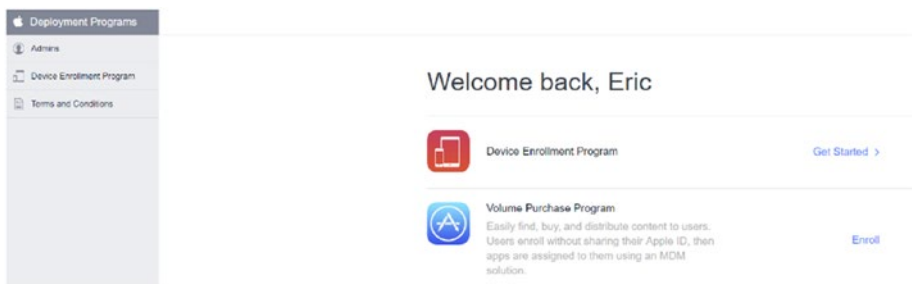 Deployment Programs
Admins
Device Enrollment Program
Terms and Conditions
Welcome back, Eric
Device Enrollment Program
Get Started >
Volume Purchase Program
Easily find, buy, and distribute content to users.
Users enroll without sharing their Apple ID, then
apps are assigned to them using an MDM
solution.
Enroll